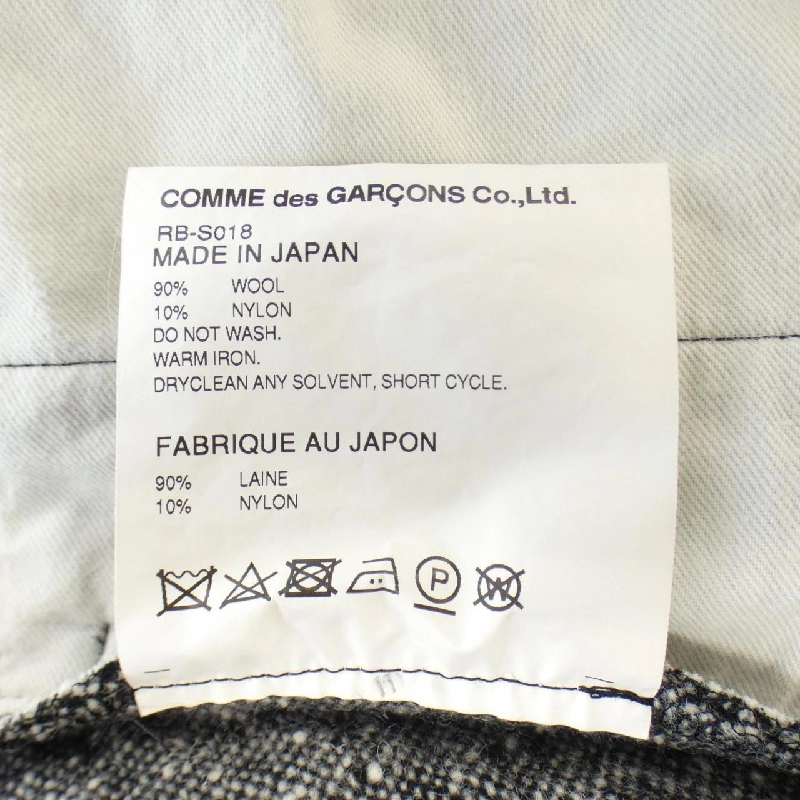 COMME des GARÇONS Co.,Ltd.
RB-S018
MADE IN JAPAN
90% WOOL
10% NYLON
DO NOT WASH.
WARM IRON.
DRYCLEAN ANY SOLVENT, SHORT CYCLE.
FABRIQUE AU JAPON
90% LAINE
10% NYLON
P W